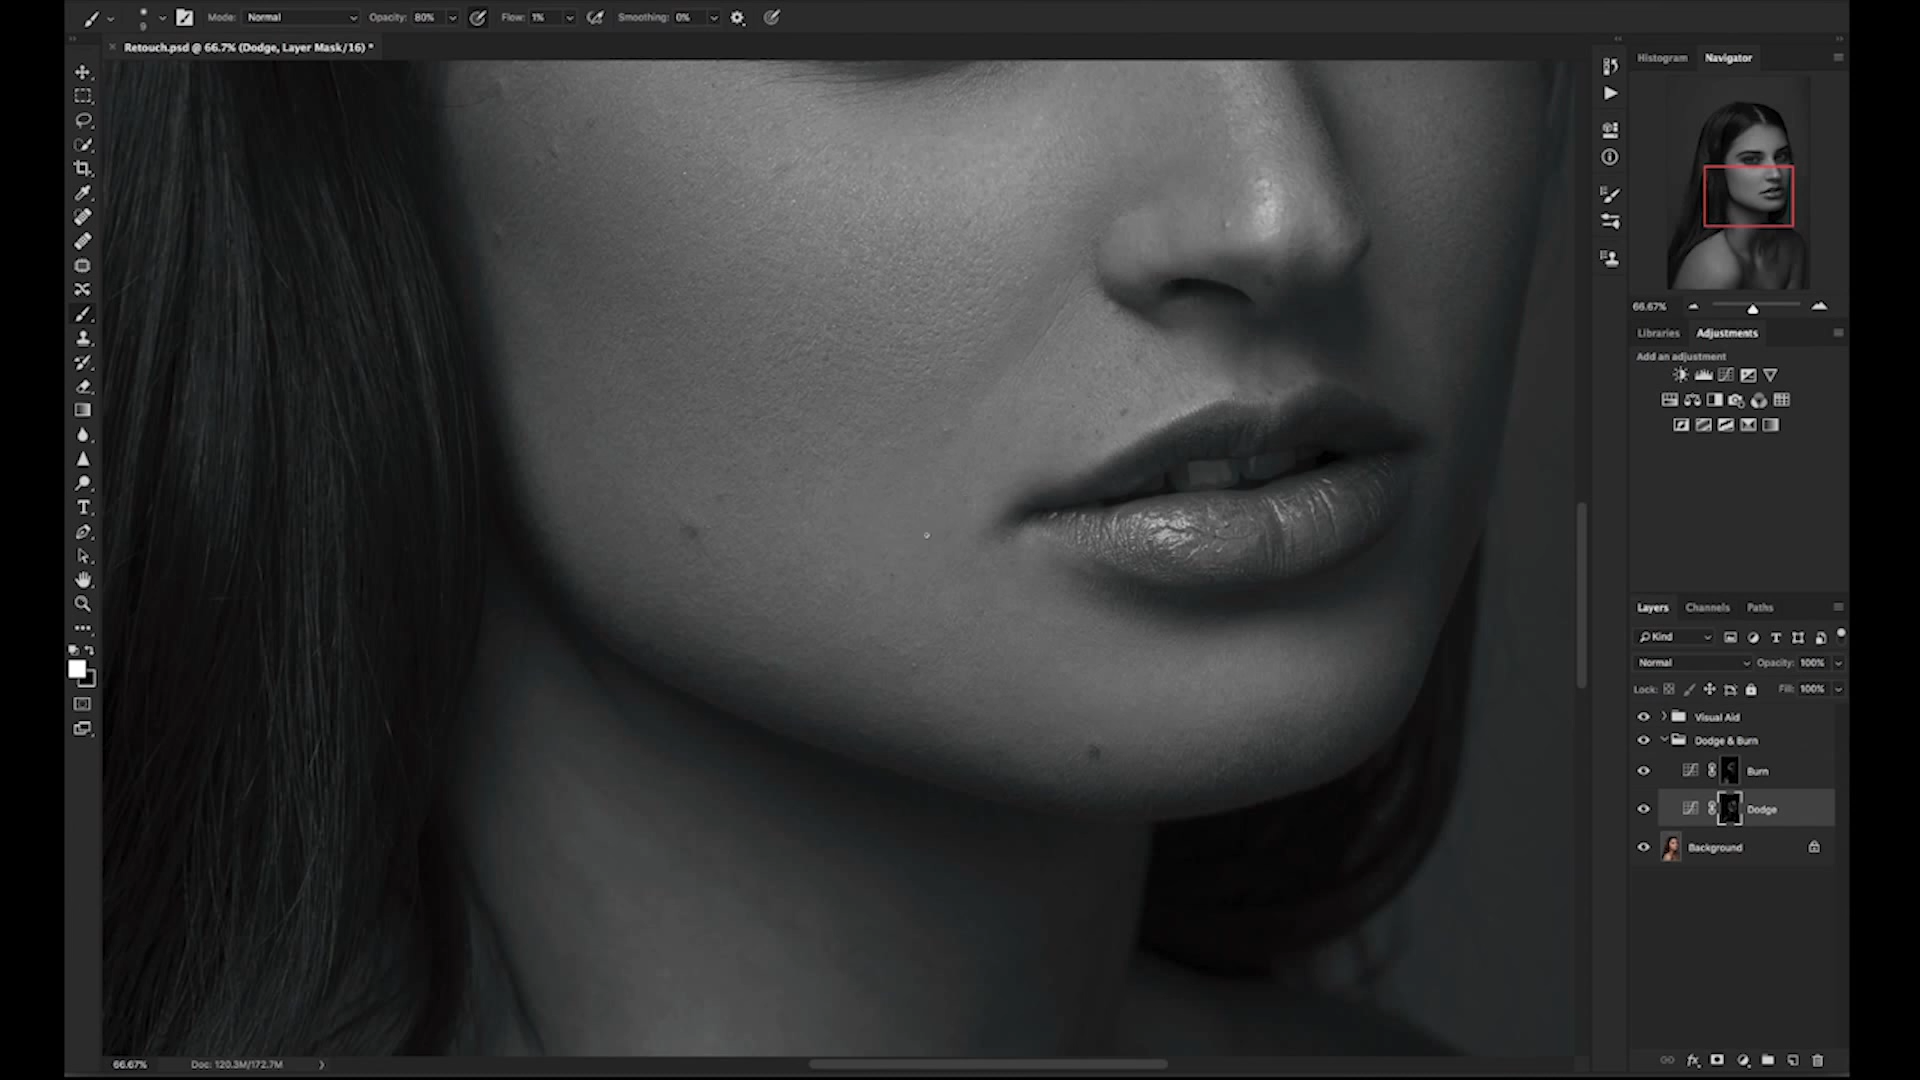 9
Mode: Normal
Opacity: 80%
Flow: 1%
Smoothing: 0%
Retouch.psd @ 66.7% (Dodge, Layer Mask/16) *
Histogram
Navigator
66.67%
Libraries
Adjustments
Add an adjustment
Layers
Channels
Paths
Kind
Normal
Opacity: 100%
Lock:
Fill: 100%
Visual Aid
Dodge & Burn
Burn
Dodge
Background
66.67%
Doc: 120.3M/172.7M